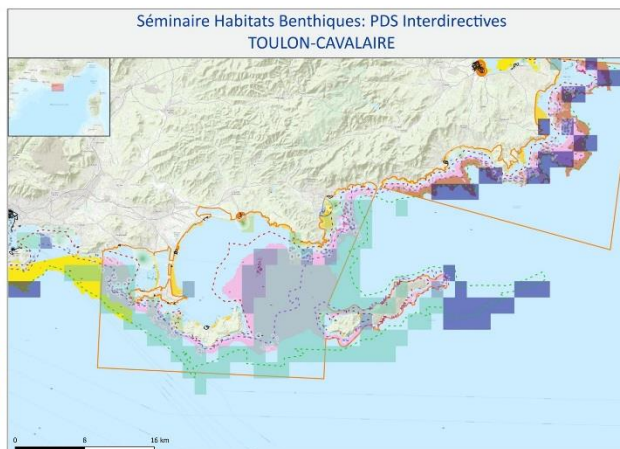 Séminaire Habitats Benthiques: PDS Interdirectives
TOULON-CAVALAIRE
0 8 16 km